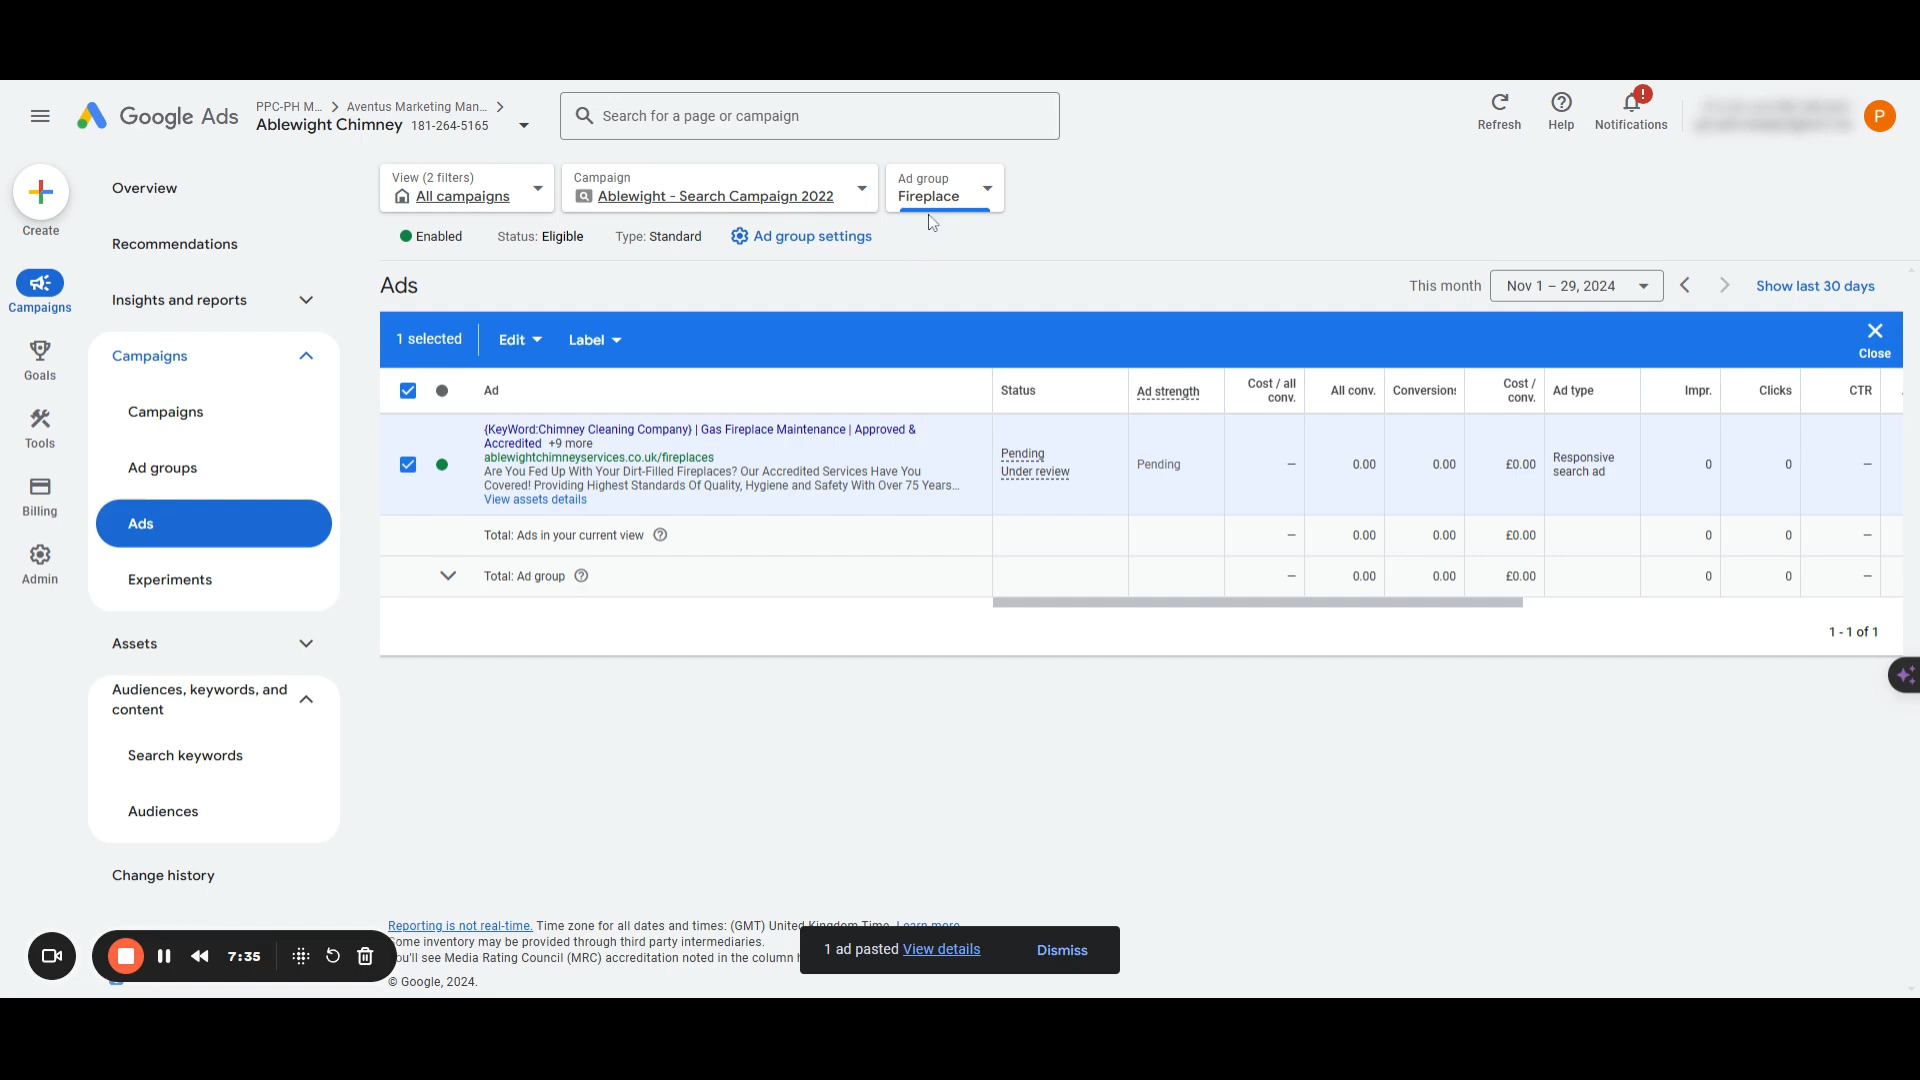 Google Ads
PPC-PH M...
Aventus Marketing Man...
Ablewight Chimney 181-264-5165
Search for a page or campaign
Refresh
Help
Notifications
!
P
Create
Campaigns
Goals
Tools
Billing
Admin
Overview
Recommendations
Insights and reports
Campaigns
Campaigns
Ad groups
Ads
Experiments
Assets
Audiences, keywords, and
content
Search keywords
Audiences
Change history
View (2 filters)
All campaigns
Campaign
Ablewight - Search Campaign 2022
Ad group
Fireplace
Enabled
Status: Eligible
Type: Standard
Ad group settings
Ads
This month
Nov 1 – 29, 2024
Show last 30 days
1 selected
Edit
Label
Close
Ad
Status
Ad strength
Cost / all
conv.
All conv.
Conversions
Cost /
conv.
Ad type
Impr.
Clicks
CTR
{KeyWord:Chimney Cleaning Company} | Gas Fireplace Maintenance | Approved &
Accredited +9 more
ablewightchimneyservices.co.uk/fireplaces
Are You Fed Up With Your Dirt-Filled Fireplaces? Our Accredited Services Have You
Covered! Providing Highest Standards Of Quality, Hygiene and Safety With Over 75 Years...
View assets details
Pending
Under review
Pending
–
0.00
0.00
£0.00
Responsive
search ad
0
0
–
Total: Ads in your current view
–
0.00
0.00
£0.00
0
0
–
Total: Ad group
–
0.00
0.00
£0.00
0
0
–
1 - 1 of 1
Reporting is not real-time. Time zone for all dates and times: (GMT) United Kingdom Time. Learn more
Some inventory may be provided through third party intermediaries.
You'll see Media Rating Council (MRC) accreditation noted in the column
© Google, 2024.
1 ad pasted View details
Dismiss
7:35